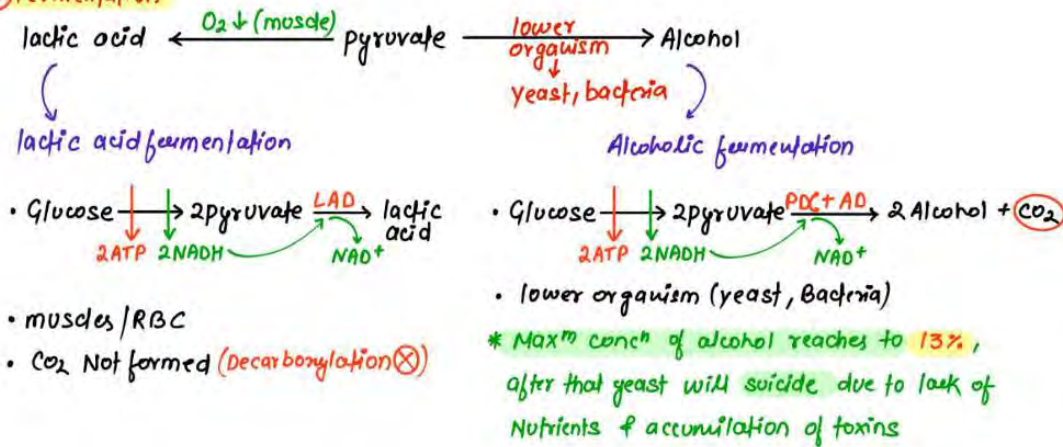 lactic acid ← O2↓ (muscle) pyruvate lower organism → Alcohol
↓
yeast, bacteria
lactic acid fermentation
Alcoholic fermentation
• Glucose → 2pyruvate LAD → lactic acid
2ATP 2NADH NAD+
• muscles/RBC
• CO2 Not formed (Decarboxylation ⊗)
• Glucose → 2pyruvate PDC+AD → 2 Alcohol + CO2
2ATP 2NADH NAD+
• lower organism (yeast, Bacteria)
* Maxm concn of alcohol reaches to 13%,
after that yeast will suicide due to lack of
Nutrients & accumilation of toxins